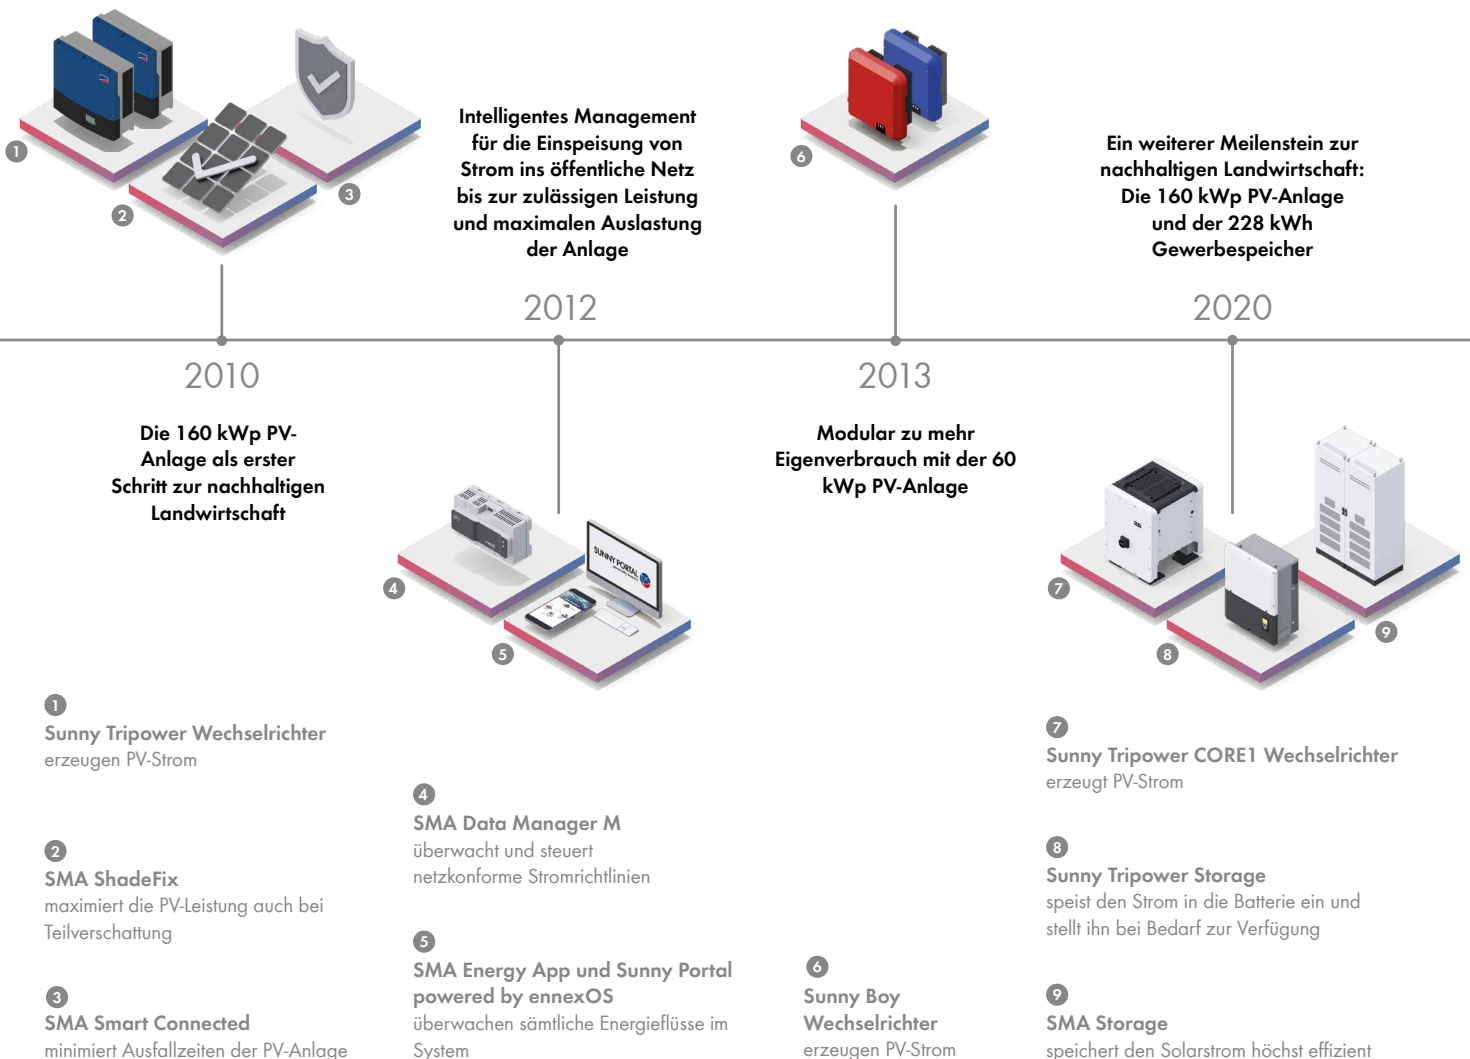 1
2
3
Intelligentes Management
für die Einspeisung von
Strom ins öffentliche Netz
bis zur zulässigen Leistung
und maximalen Auslastung
der Anlage
6
Ein weiterer Meilenstein zur
nachhaltigen Landwirtschaft:
Die 160 kWp PV-Anlage
und der 228 kWh
Gewerbespeicher
2012
2020
2010
2013
Die 160 kWp PV-
Anlage als erster
Schritt zur nachhaltigen
Landwirtschaft
Modular zu mehr
Eigenverbrauch mit der 60
kWp PV-Anlage
SUNNY PORTAL
4
5
7
8
9
1
Sunny Tripower Wechselrichter
erzeugen PV-Strom
2
SMA ShadeFix
maximiert die PV-Leistung auch bei
Teilverschattung
3
SMA Smart Connected
minimiert Ausfallzeiten der PV-Anlage
4
SMA Data Manager M
überwacht und steuert
netzkonforme Stromrichtlinien
5
SMA Energy App und Sunny Portal
powered by ennexOS
überwachen sämtliche Energieflüsse im
System
6
Sunny Boy
Wechselrichter
erzeugen PV-Strom
7
Sunny Tripower CORE1 Wechselrichter
erzeugt PV-Strom
8
Sunny Tripower Storage
speist den Strom in die Batterie ein und
stellt ihn bei Bedarf zur Verfügung
9
SMA Storage
speichert den Solarstrom höchst effizient